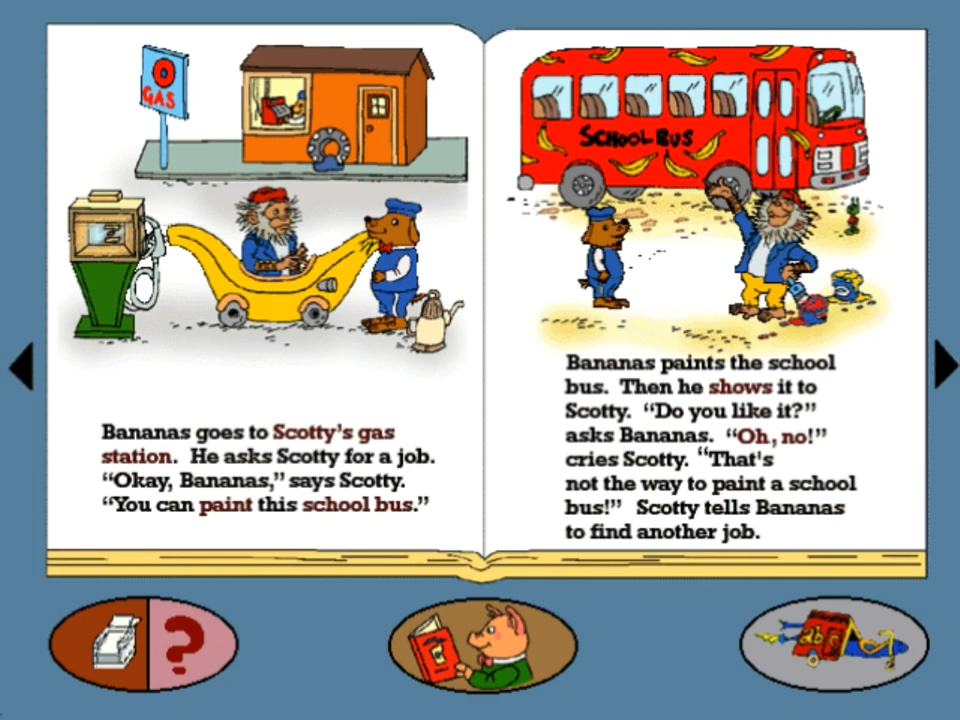 GAS
Bananas goes to Scotty's gas
station. He asks Scotty for a job.
"Okay, Bananas," says Scotty.
"You can paint this school bus."
SCHOOL BUS
Bananas paints the school
bus. Then he shows it to
Scotty. "Do you like it?"
asks Bananas. "Oh, no!"
cries Scotty. "That's
not the way to paint a school
bus!" Scotty tells Bananas
to find another job.
?
abc